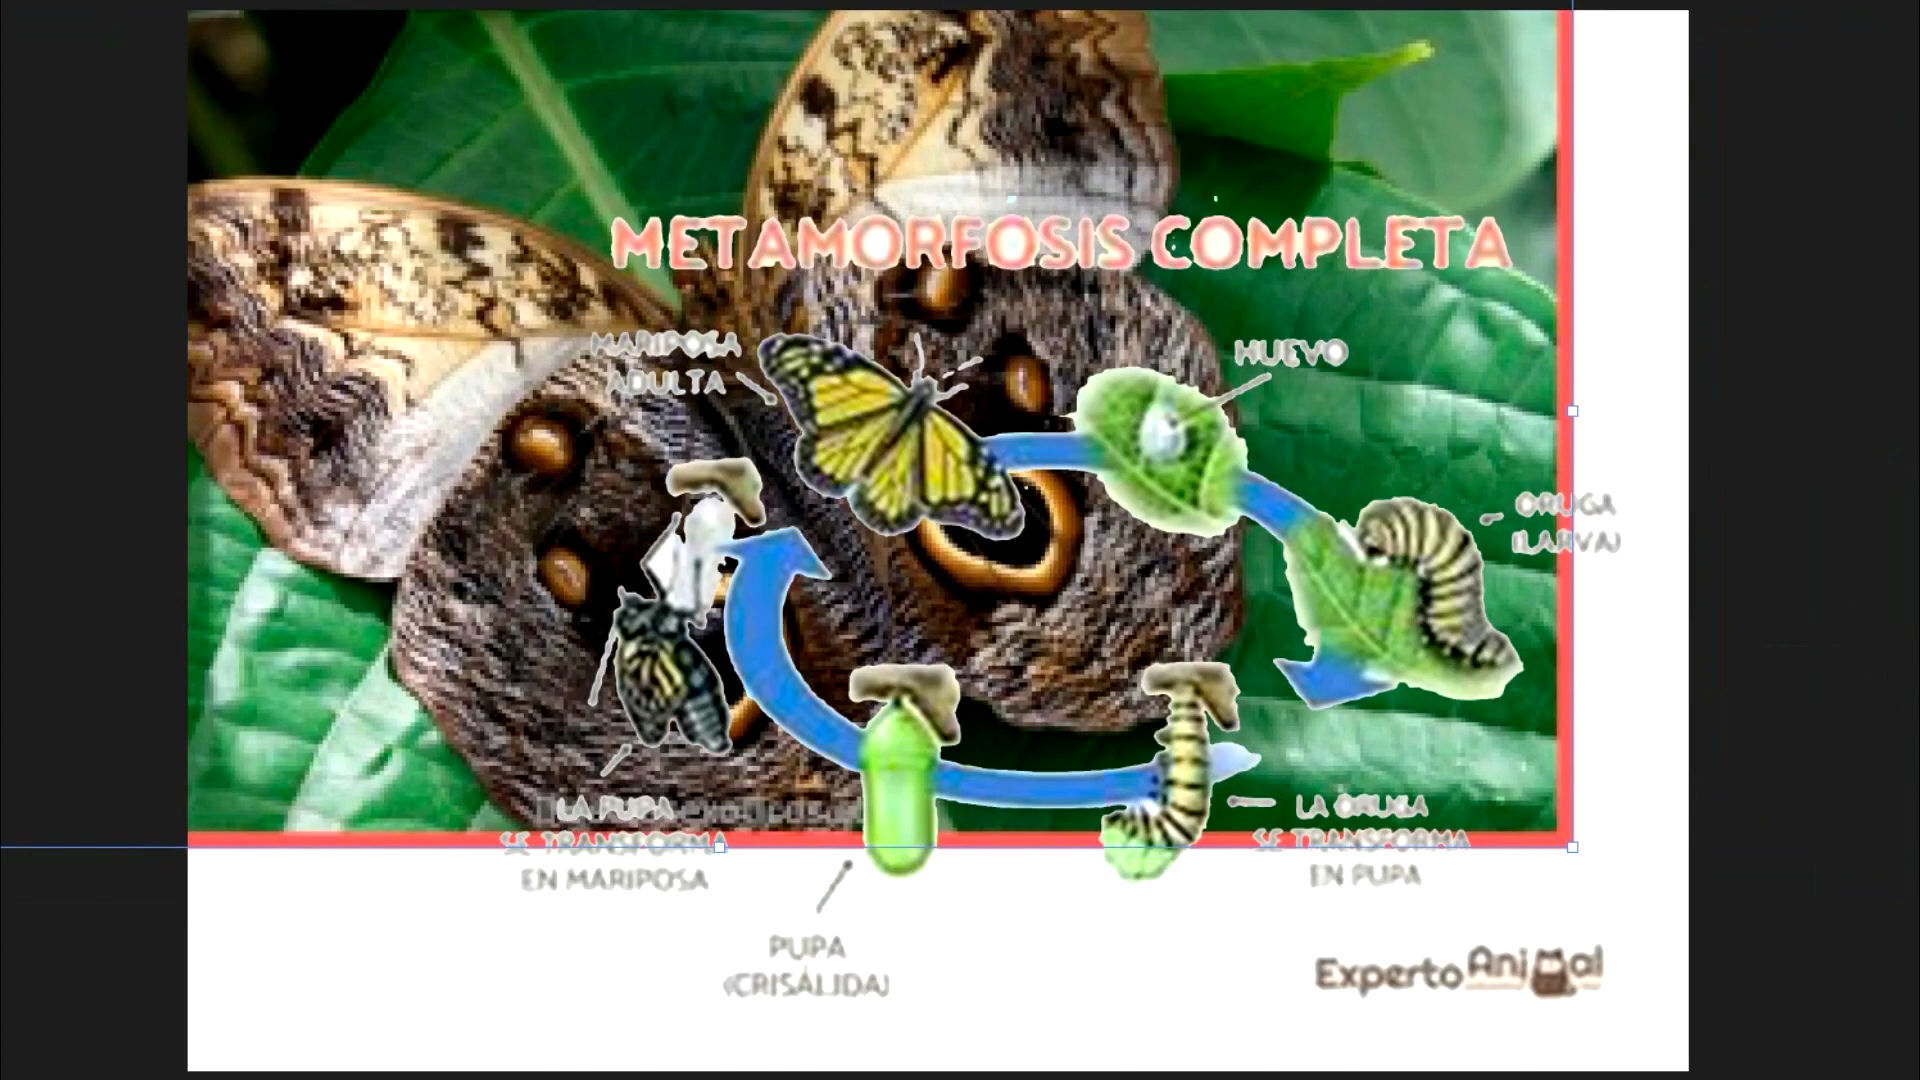 METAMORFOSIS COMPLETA
MARIPOSA
ADULTA
HUEVO
ORUGA
(LARVA)
LA PUPA
SE TRANSFORMA
EN MARIPOSA
LA ORUGA
SE TRANSFORMA
EN PUPA
PUPA
(CRISÁLIDA)
ExpertoAnimal